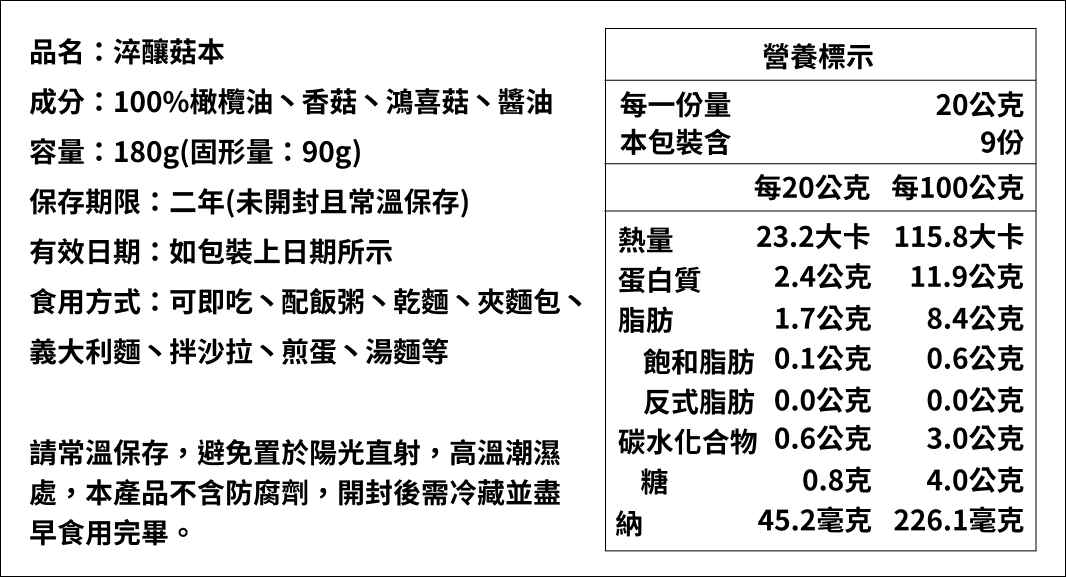 品名：淬釀菇本
成分：100%橄欖油、香菇、鴻喜菇、醬油
容量：180g(固形量：90g)
保存期限：二年(未開封且常溫保存)
有效日期：如包裝上日期所示
食用方式：可即吃、配飯粥、乾麵、夾麵包、
義大利麵、拌沙拉、煎蛋、湯麵等
請常溫保存，避免置於陽光直射，高溫潮濕
處，本產品不含防腐劑，開封後需冷藏並盡
早食用完畢。
營養標示
每一份量 20公克
本包裝含 9份
每20公克 每100公克
熱量 23.2大卡 115.8大卡
蛋白質 2.4公克 11.9公克
脂肪 1.7公克 8.4公克
飽和脂肪 0.1公克 0.6公克
反式脂肪 0.0公克 0.0公克
碳水化合物 0.6公克 3.0公克
糖 0.8克 4.0公克
納 45.2毫克 226.1毫克